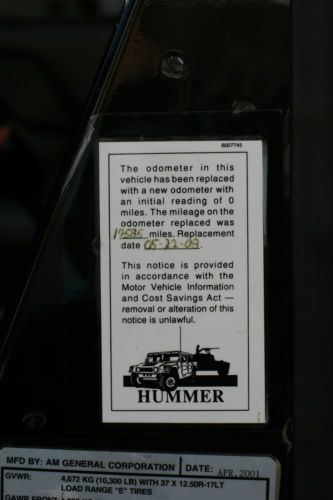 6007745
The odometer in this
vehicle has been replaced
with a new odometer with
an initial reading of 0
miles. The mileage on the
odometer replaced was
miles. Replacement
date 05-22-09.
This notice is provided
in accordance with the
Motor Vehicle Information
and Cost Savings Act —
removal or alteration of this
notice is unlawful.
HUMMER
MFD BY: AM GENERAL CORPORATION DATE: APR, 2001
GVWR: 4,672 KG (10,300 LB) WITH 37 X 12.50R-17LT
LOAD RANGE "E" TIRES
GAWR FRONT: